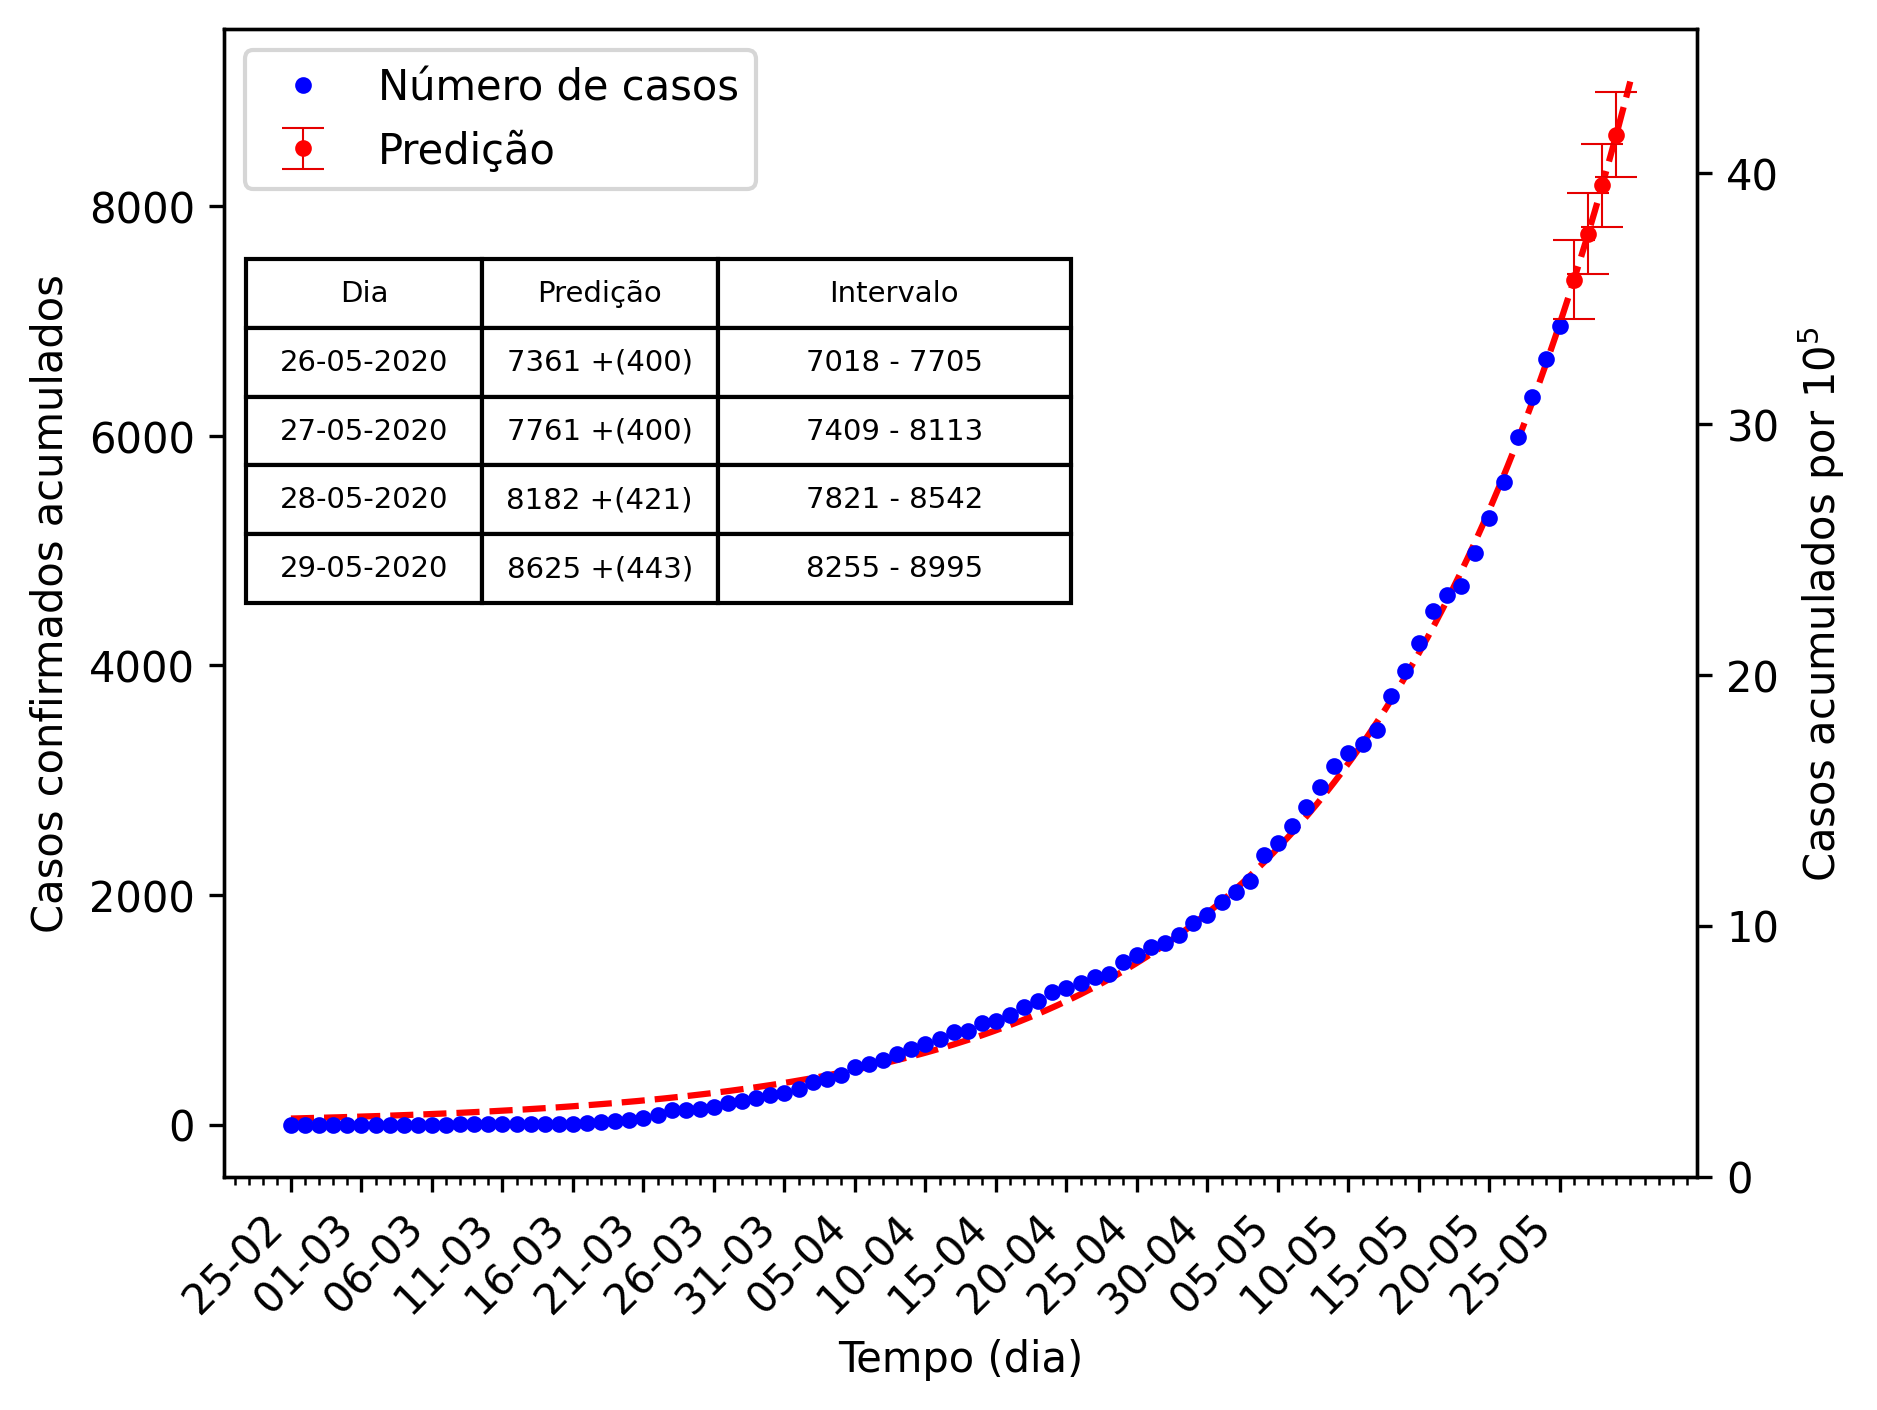 Número de casos
Predição
Dia Predição Intervalo
26-05-2020 7361 +(400) 7018 - 7705
27-05-2020 7761 +(400) 7409 - 8113
28-05-2020 8182 +(421) 7821 - 8542
29-05-2020 8625 +(443) 8255 - 8995
Casos confirmados acumulados
8000
6000
4000
2000
0
40
30
20
10
0
Casos acumulados por 10⁵
25-02 01-03 06-03 11-03 16-03 21-03 26-03 31-03 05-04 10-04 15-04 20-04 25-04 30-04 05-05 10-05 15-05 20-05 25-05
Tempo (dia)